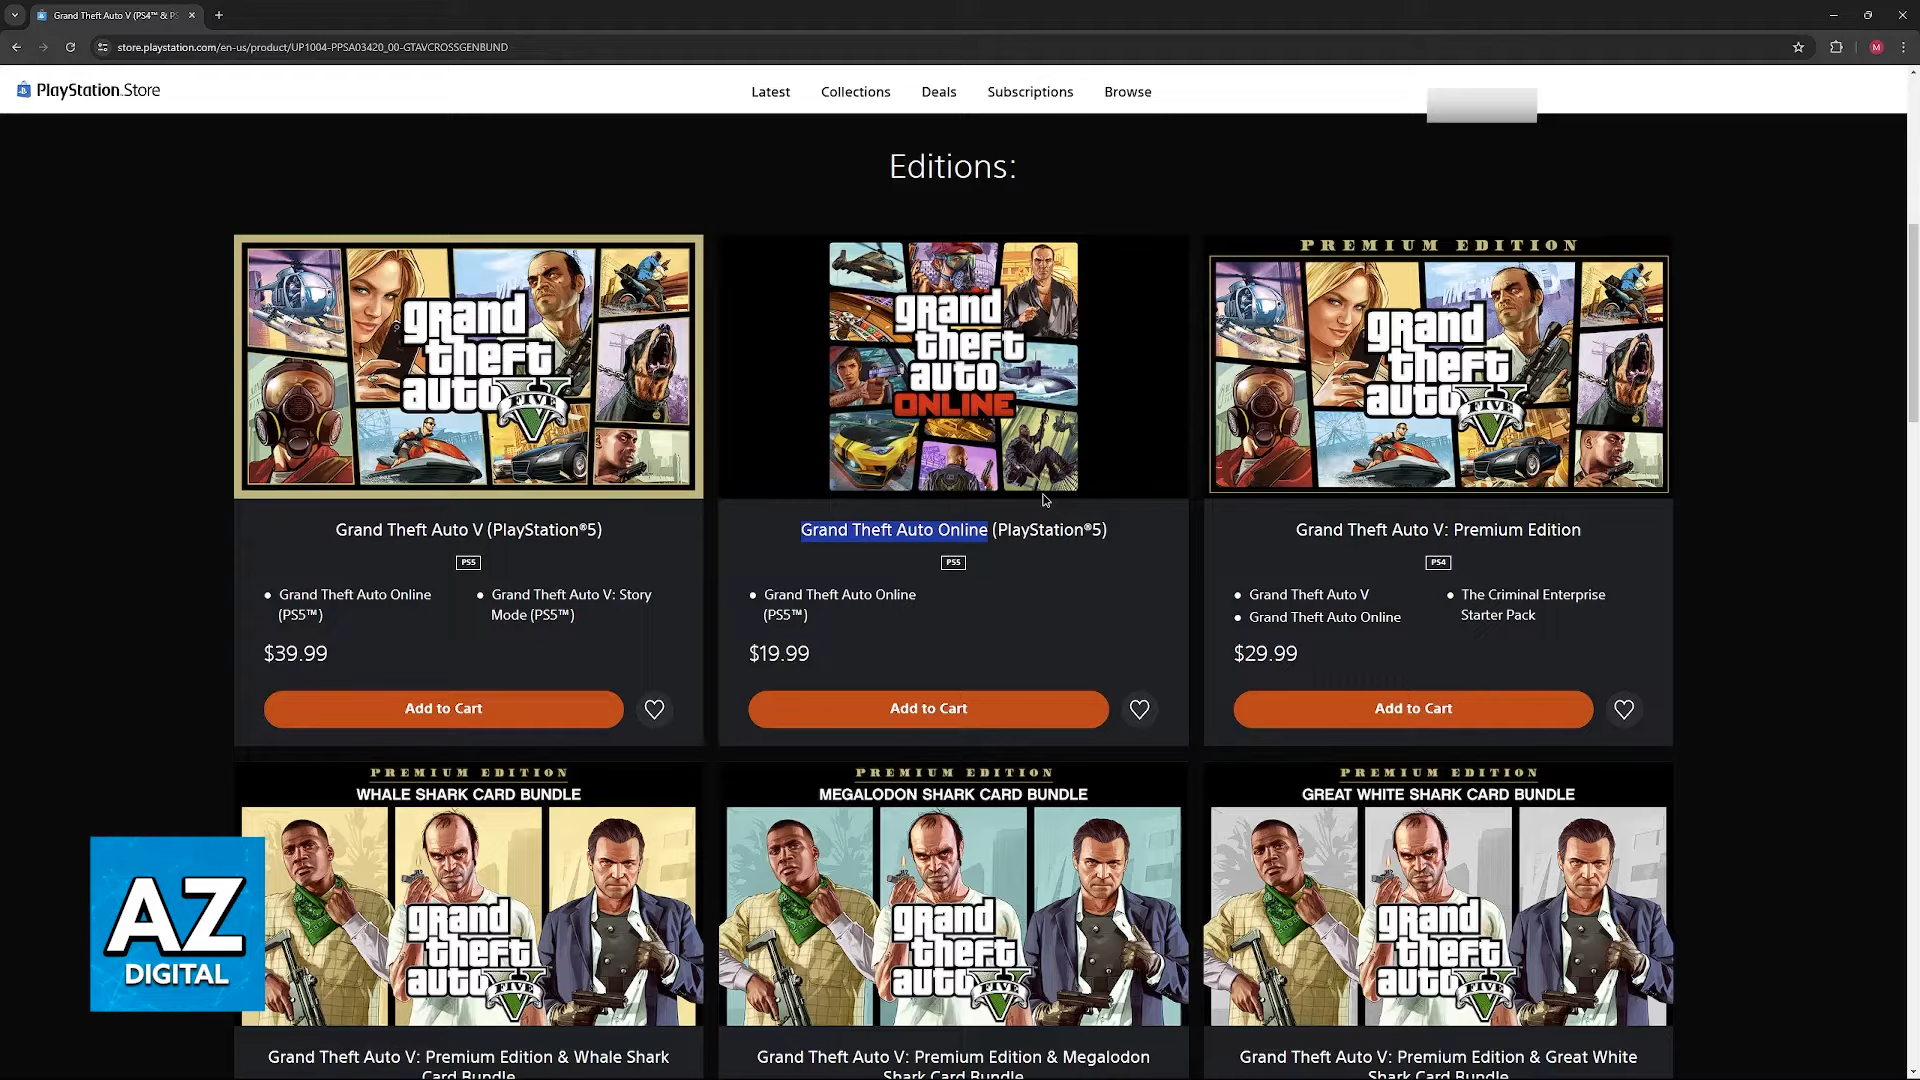 Grand Theft Auto V (PS4™ & PS
store.playstation.com/en-us/product/UP1004-PPSA03420_00-GTAVCROSSGENBUND
M
PlayStation Store
Latest
Collections
Deals
Subscriptions
Browse
Editions:
grand
theft
auto V
FIVE
grand
theft
auto
ONLINE
PREMIUM EDITION
grand
theft
auto V
FIVE
Grand Theft Auto V (PlayStation®5)
PS5
• Grand Theft Auto Online
(PS5™)
• Grand Theft Auto V: Story
Mode (PS5™)
$39.99
Add to Cart
Grand Theft Auto Online (PlayStation®5)
PS5
• Grand Theft Auto Online
(PS5™)
$19.99
Add to Cart
Grand Theft Auto V: Premium Edition
PS4
• Grand Theft Auto V
• Grand Theft Auto Online
• The Criminal Enterprise
Starter Pack
$29.99
Add to Cart
PREMIUM EDITION
WHALE SHARK CARD BUNDLE
grand
theft
auto V
FIVE
Grand Theft Auto V: Premium Edition & Whale Shark
Card Bundle
PREMIUM EDITION
MEGALODON SHARK CARD BUNDLE
grand
theft
auto V
FIVE
Grand Theft Auto V: Premium Edition & Megalodon
Shark Card Bundle
PREMIUM EDITION
GREAT WHITE SHARK CARD BUNDLE
grand
theft
auto V
FIVE
Grand Theft Auto V: Premium Edition & Great White
Shark Card Bundle
AZ
DIGITAL